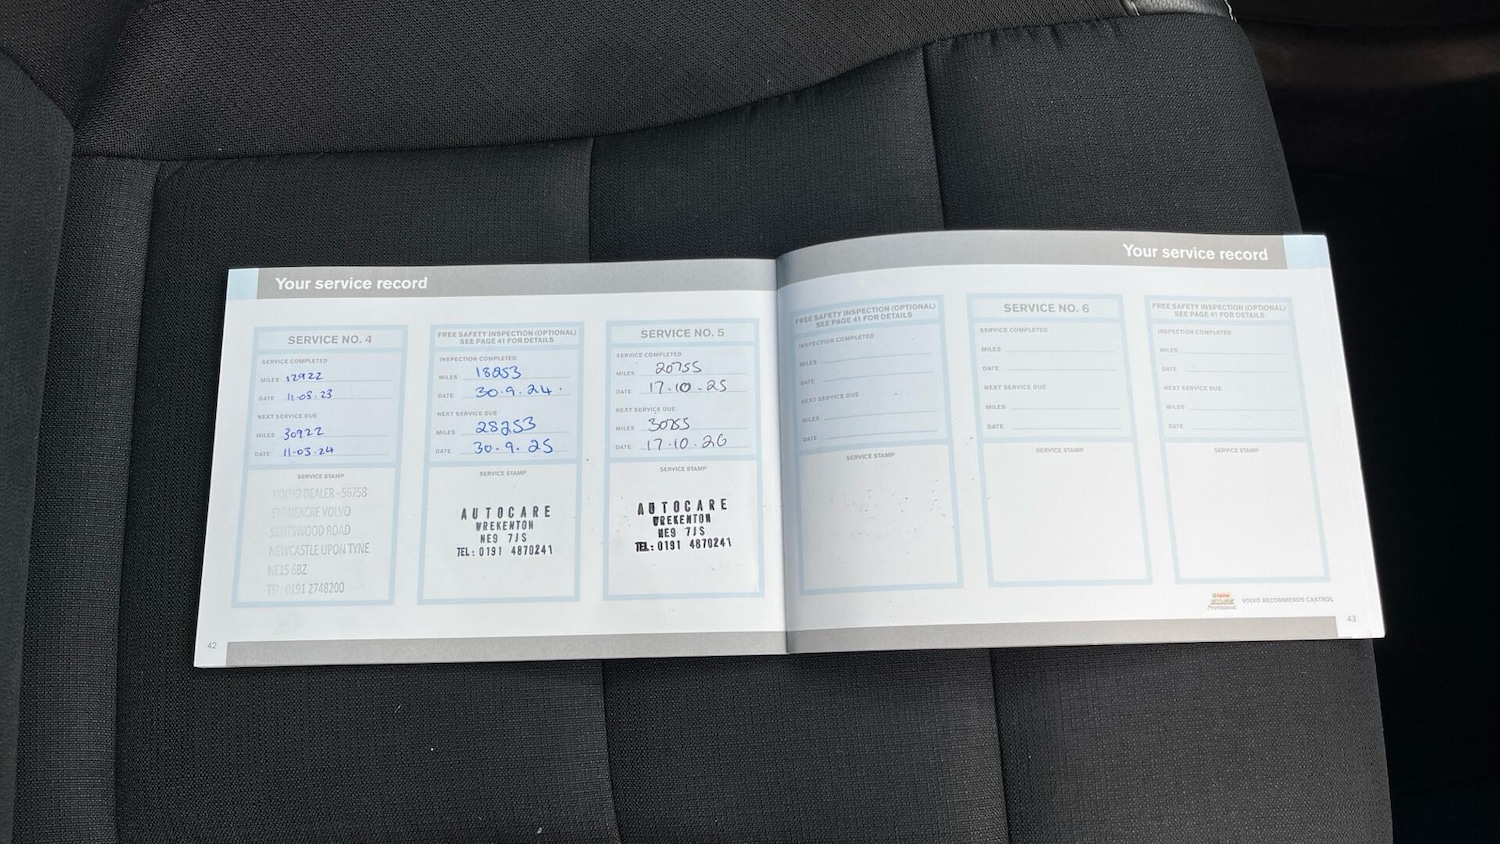 Your service record
SERVICE NO. 4
SERVICE COMPLETED
MILES 12922
DATE 11.03.23
NEXT SERVICE DUE
MILES 30922
DATE 11.03.24
SERVICE STAMP
VOLVO DEALER - 56758
STONEACRE VOLVO
SCOTSWOOD ROAD
NEWCASTLE UPON TYNE
NE15 6BZ
TEL: 0191 2748200
FREE SAFETY INSPECTION (OPTIONAL)
SEE PAGE 41 FOR DETAILS
INSPECTION COMPLETED
MILES 18253
DATE 30.9.24.
NEXT SERVICE DUE
MILES 28253
DATE 30.9.25
SERVICE STAMP
AUTOCARE
WREKENTON
NE9 7JS
TEL: 0191 4870241
SERVICE NO. 5
SERVICE COMPLETED
MILES 20755
DATE 17.10.25
NEXT SERVICE DUE
MILES 30755
DATE 17.10.26
SERVICE STAMP
AUTOCARE
WREKENTON
NE9 7JS
TEL: 0191 4870241
42
Your service record
FREE SAFETY INSPECTION (OPTIONAL)
SEE PAGE 41 FOR DETAILS
INSPECTION COMPLETED
MILES
DATE
NEXT SERVICE DUE
MILES
DATE
SERVICE STAMP
SERVICE NO. 6
SERVICE COMPLETED
MILES
DATE
NEXT SERVICE DUE
MILES
DATE
SERVICE STAMP
FREE SAFETY INSPECTION (OPTIONAL)
SEE PAGE 41 FOR DETAILS
INSPECTION COMPLETED
MILES
DATE
NEXT SERVICE DUE
MILES
DATE
SERVICE STAMP
Castrol
EDGE
Professional
VOLVO RECOMMENDS CASTROL
43